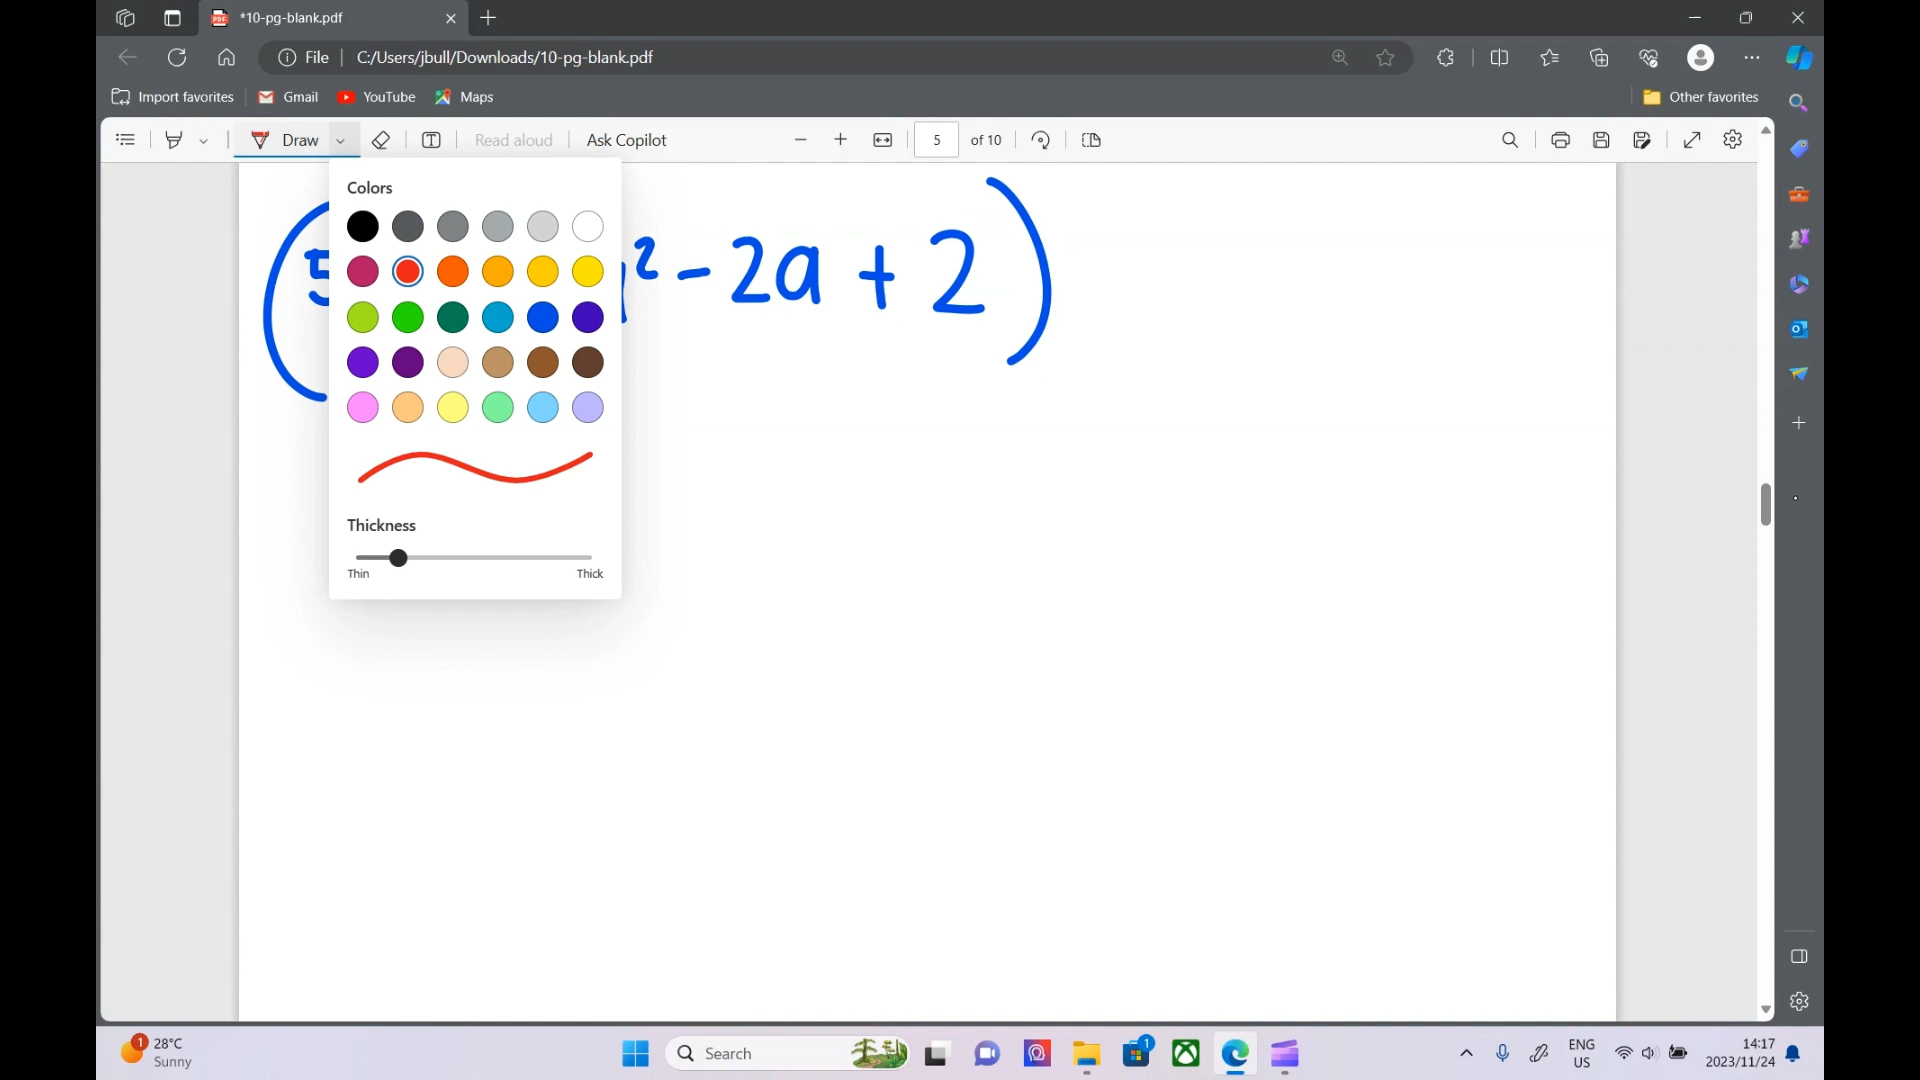 *10-pg-blank.pdf
File C:/Users/jbull/Downloads/10-pg-blank.pdf
Import favorites Gmail YouTube Maps Other favorites
Draw Read aloud Ask Copilot 5 of 10
Colors
(5 ² - 2a + 2)
Thickness
Thin Thick
1 28°C
Sunny
Search
1
ENG
US
14:17
2023/11/24